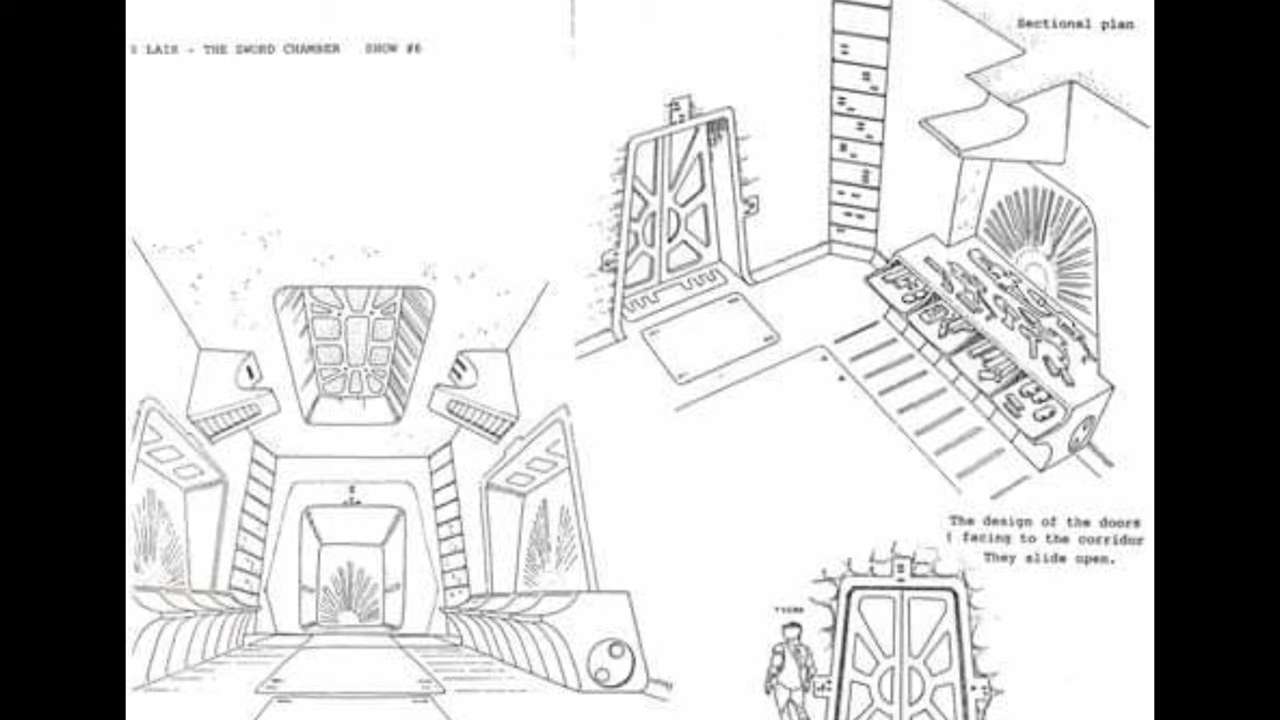 LAIR - THE SWORD CHAMBER SHOW #6
Sectional plan
The design of the doors
facing to the corridor
They slide open.
TYGRA